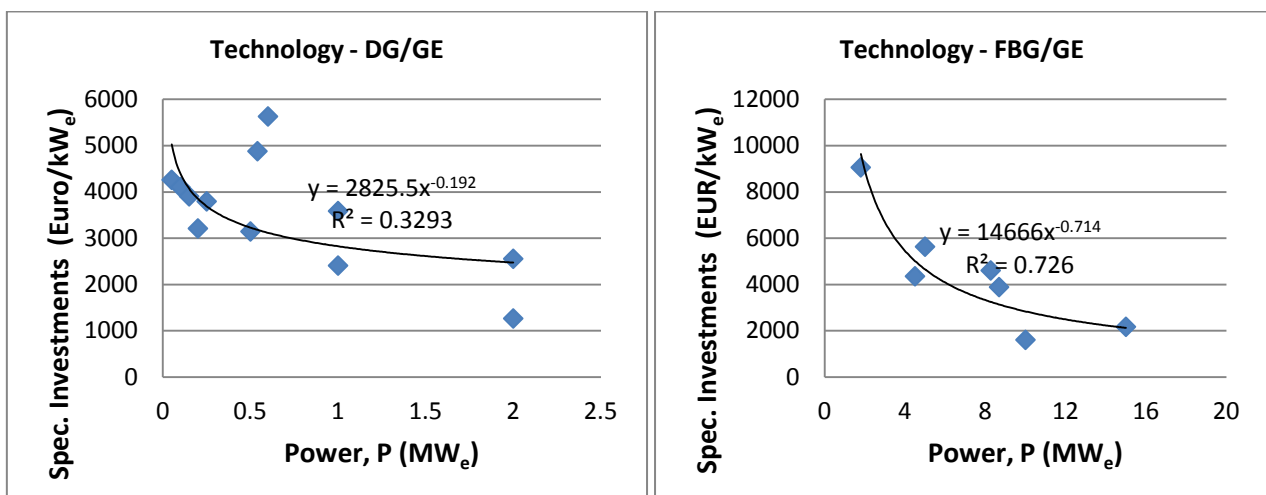 Technology - DG/GE
Spec. Investments (Euro/kWₑ)
6000
5000
4000
3000
2000
1000
0
y = 2825.5x^-0.192
R² = 0.3293
0 0.5 1 1.5 2 2.5
Power, P (MWₑ)
Technology - FBG/GE
Spec. Investments (EUR/kWₑ)
12000
10000
8000
6000
4000
2000
0
y = 14666x^-0.714
R² = 0.726
0 4 8 12 16 20
Power, P (MWₑ)